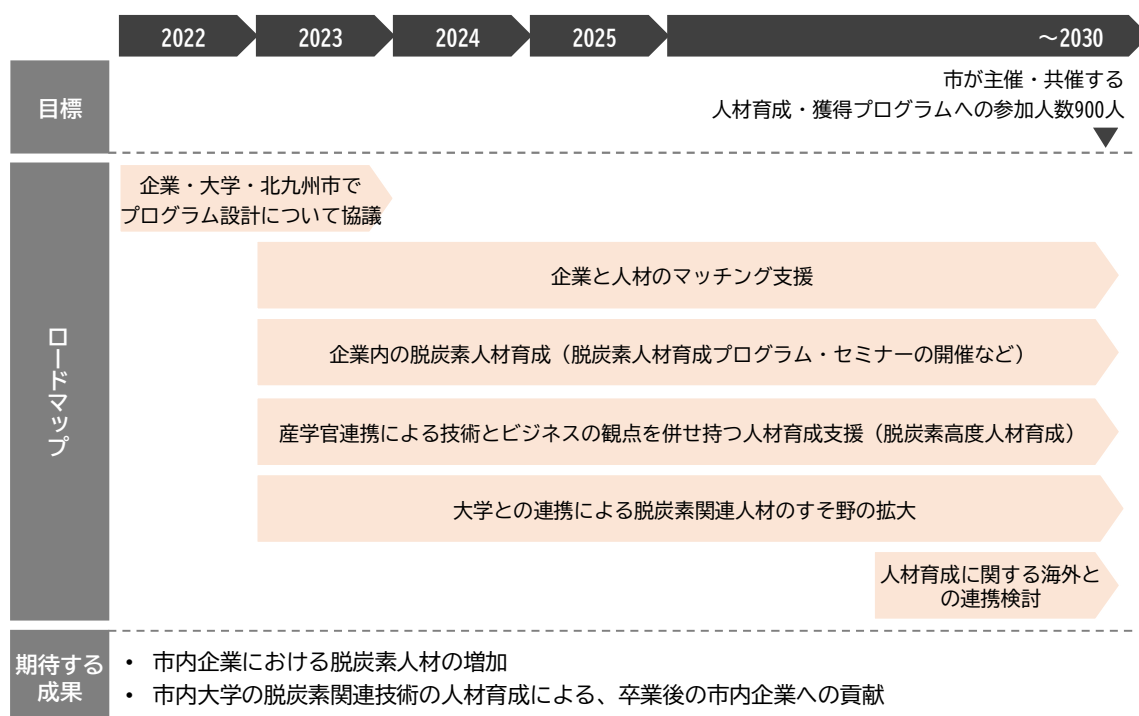 2022
2023
2024
2025
～2030
目標
市が主催・共催する
人材育成・獲得プログラムへの参加人数900人
ロードマップ
企業・大学・北九州市で
プログラム設計について協議
企業と人材のマッチング支援
企業内の脱炭素人材育成（脱炭素人材育成プログラム・セミナーの開催など）
産学官連携による技術とビジネスの観点を併せ持つ人材育成支援（脱炭素高度人材育成）
大学との連携による脱炭素関連人材のすそ野の拡大
人材育成に関する海外と
の連携検討
期待する
成果
• 市内企業における脱炭素人材の増加
• 市内大学の脱炭素関連技術の人材育成による、卒業後の市内企業への貢献